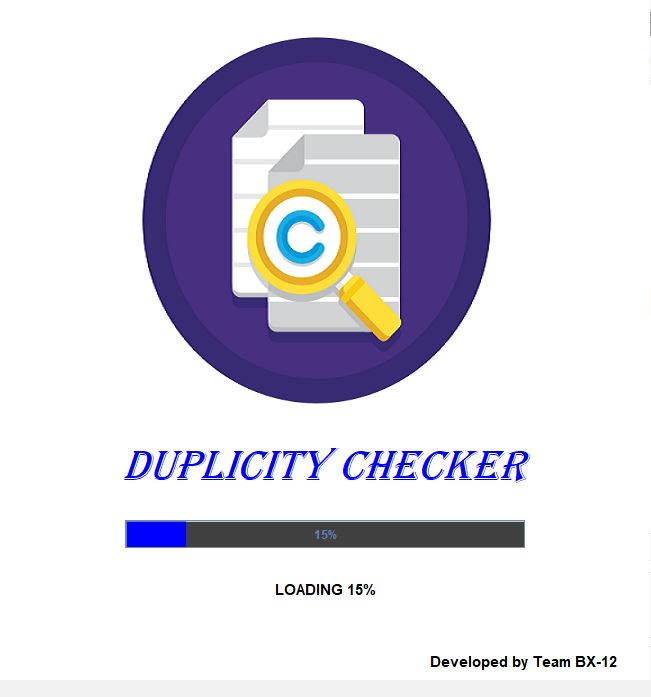 C
DUPLICITY CHECKER
15%
LOADING 15%
Developed by Team BX-12